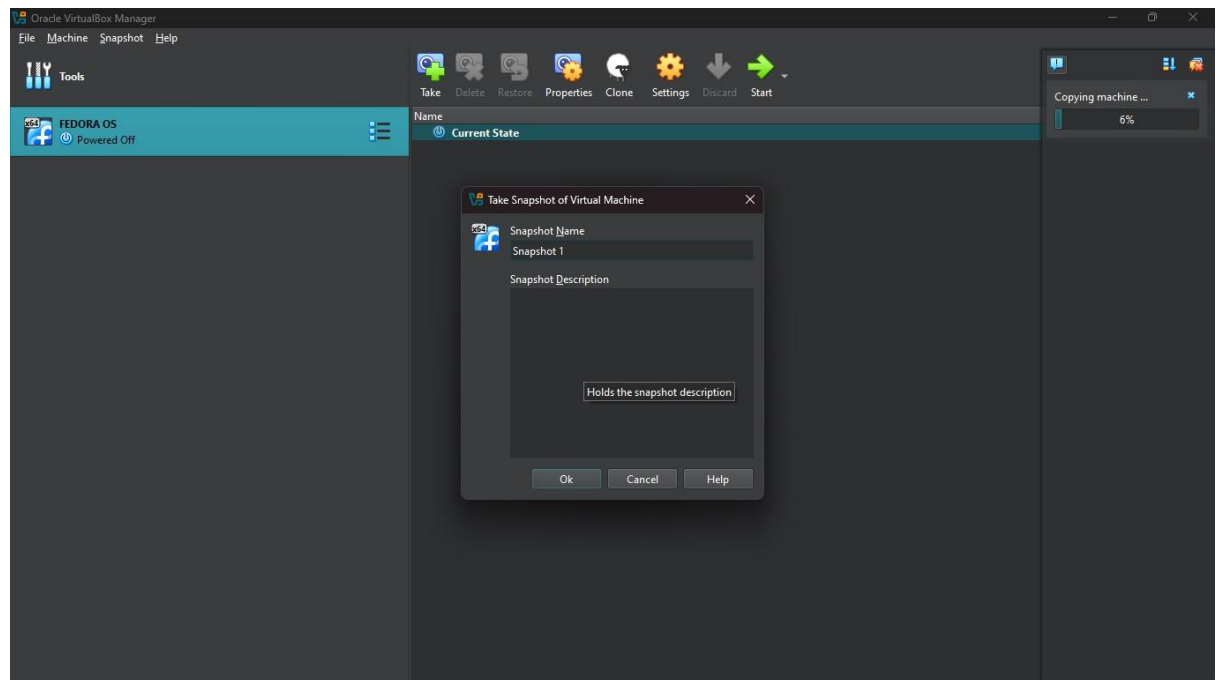 Oracle VirtualBox Manager
File Machine Snapshot Help
Tools
Take Delete Restore Properties Clone Settings Discard Start
Copying machine ...
6%
x64
FEDORA OS
Powered Off
Name
Current State
Take Snapshot of Virtual Machine
x64
Snapshot Name
Snapshot 1
Snapshot Description
Holds the snapshot description
Ok Cancel Help